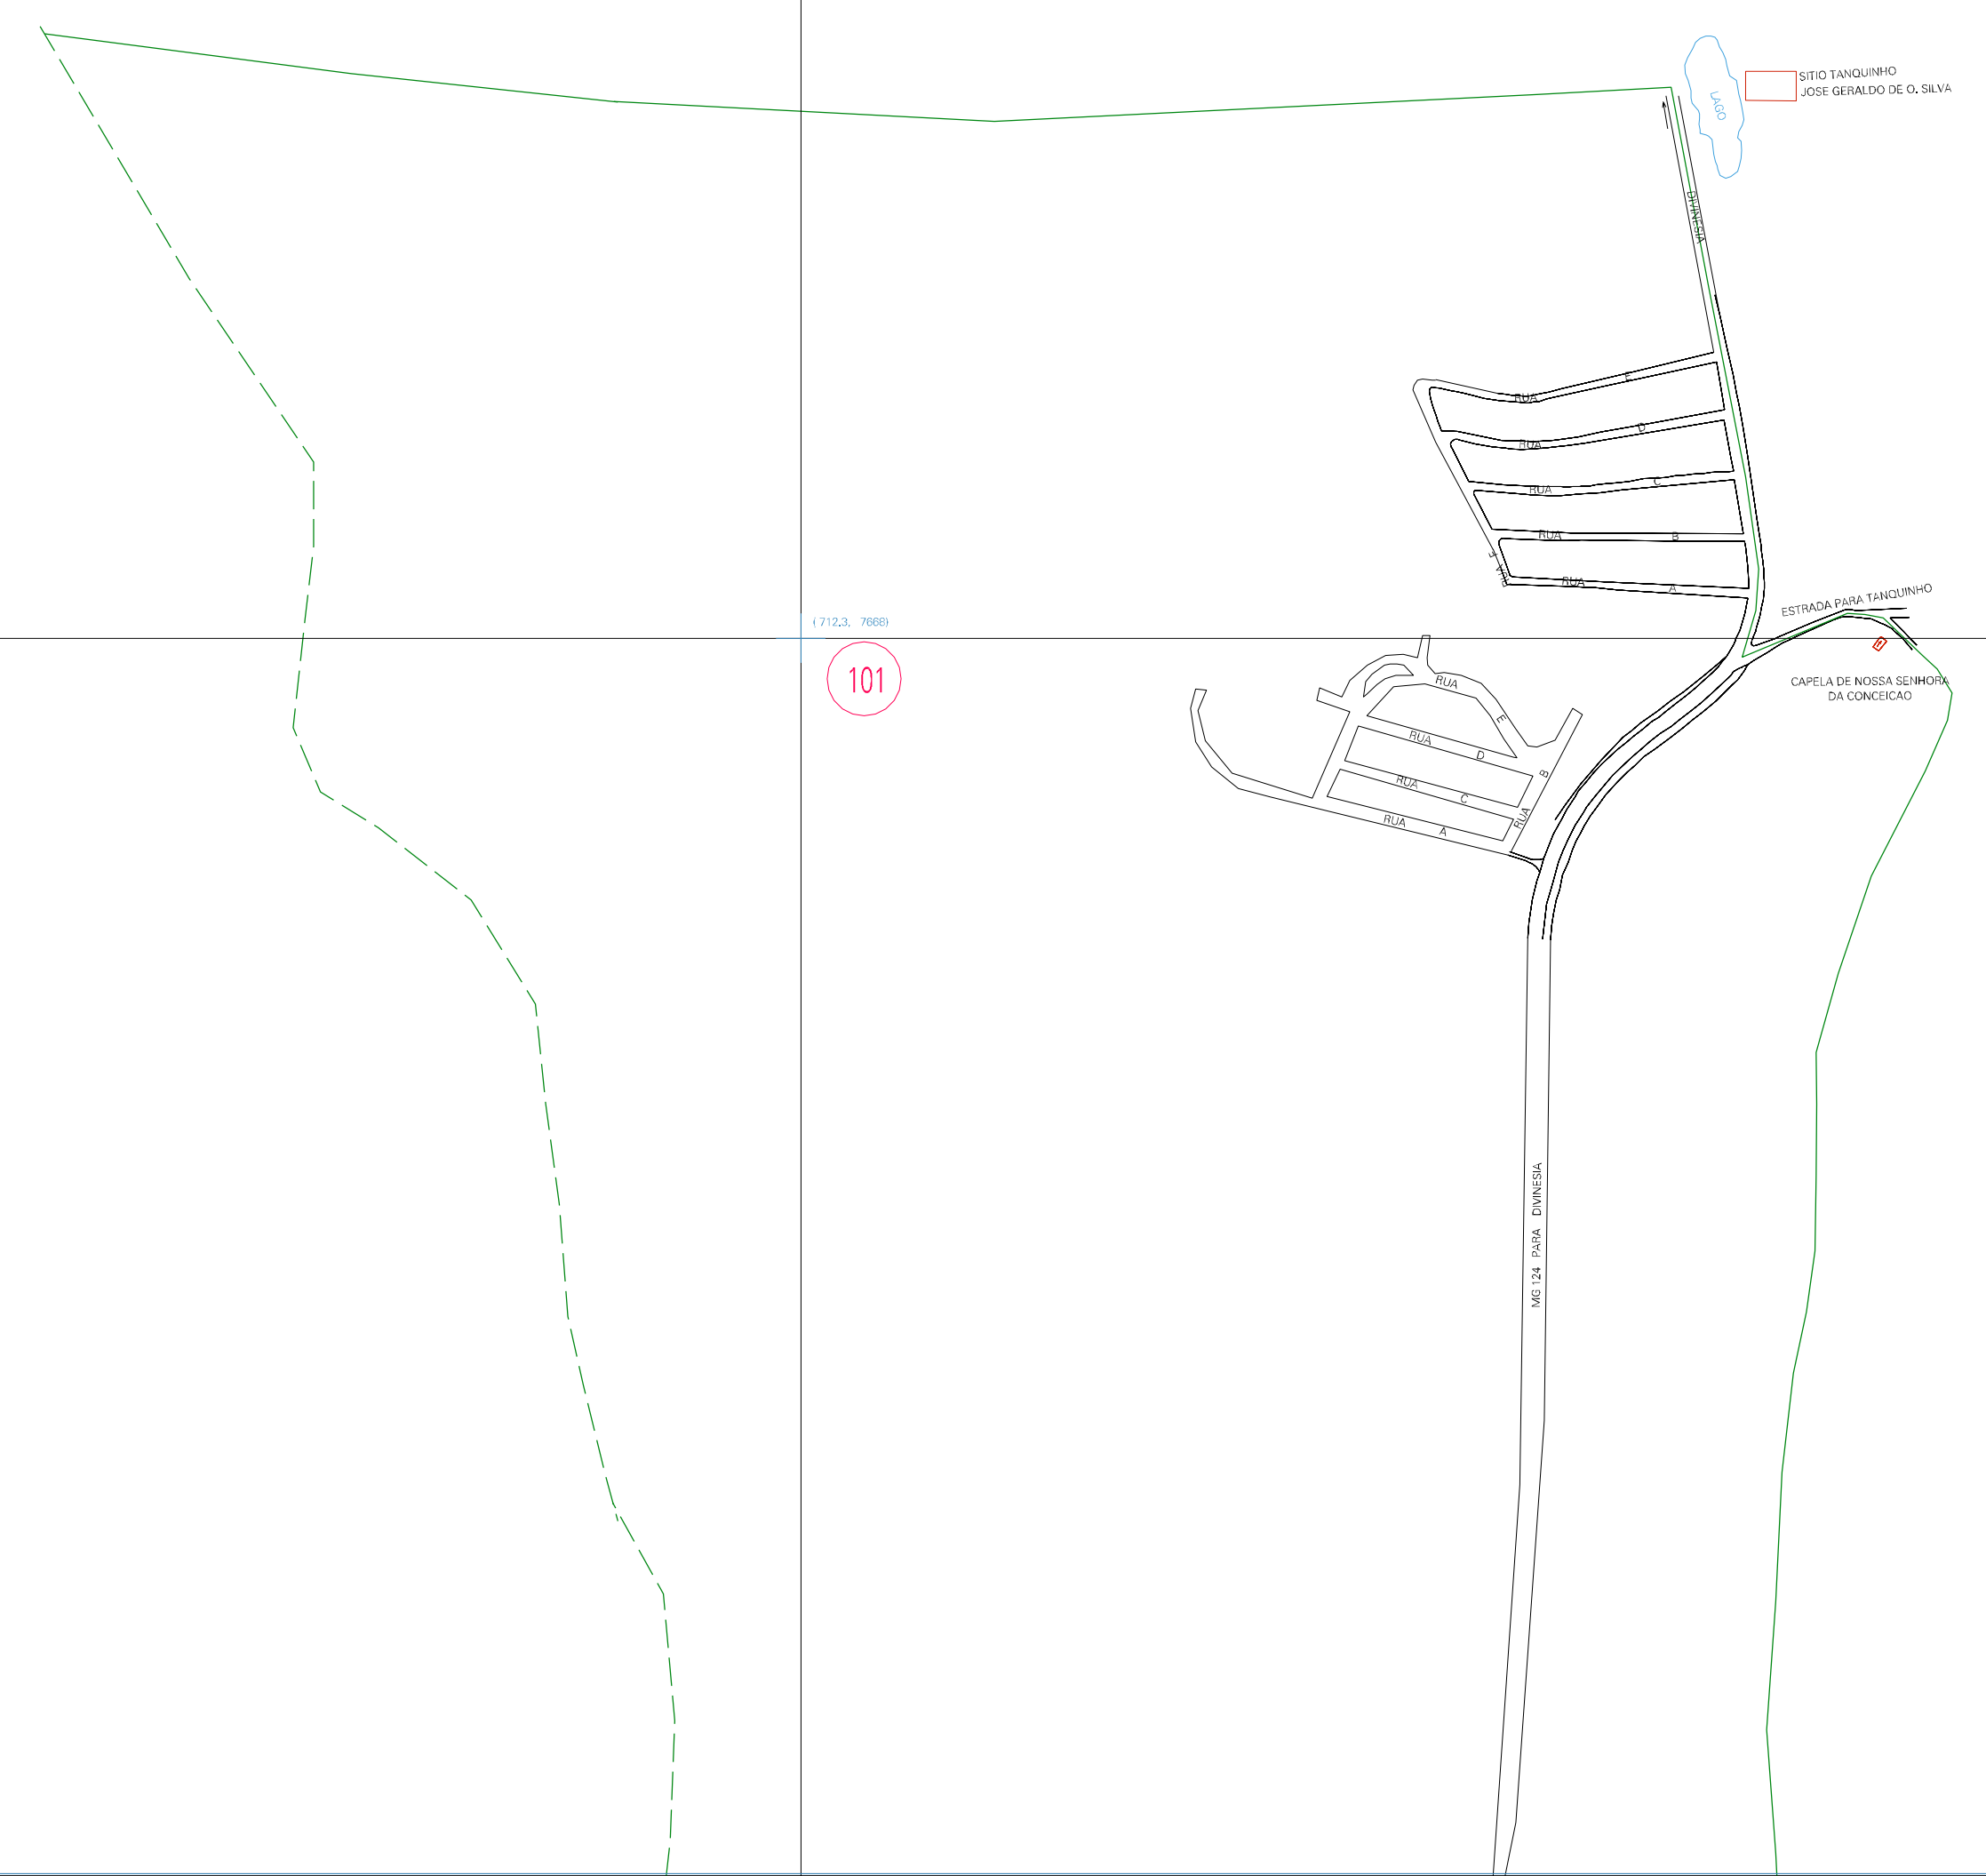 SITIO TANQUINHO
JOSE GERALDO DE O. SILVA
LAGO
DIVINESIA
RUA E
RUA D
RUA C
RUA B
RUA A
RUA F
ESTRADA PARA TANQUINHO
(712.3, 7668)
101
CAPELA DE NOSSA SENHORA
DA CONCEICAO
RUA E
RUA D
RUA C
RUA A
RUA B
MG 124 PARA DIVINESIA